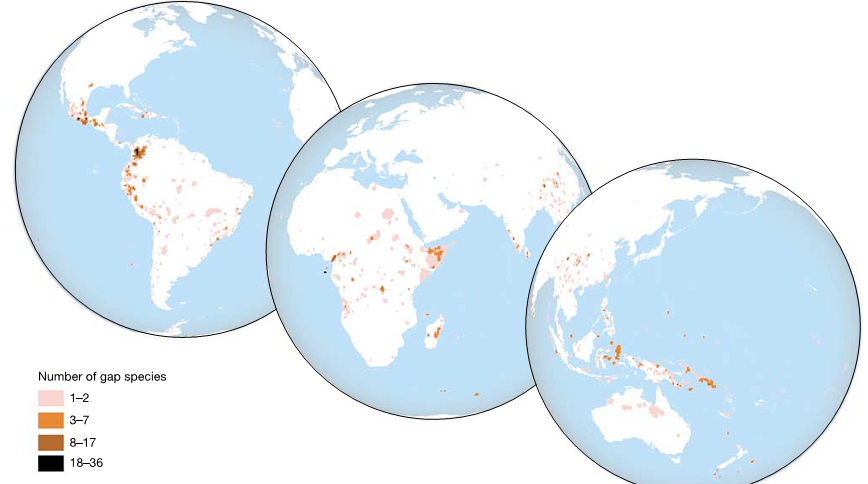 Number of gap species
1–2
3–7
8–17
18–36